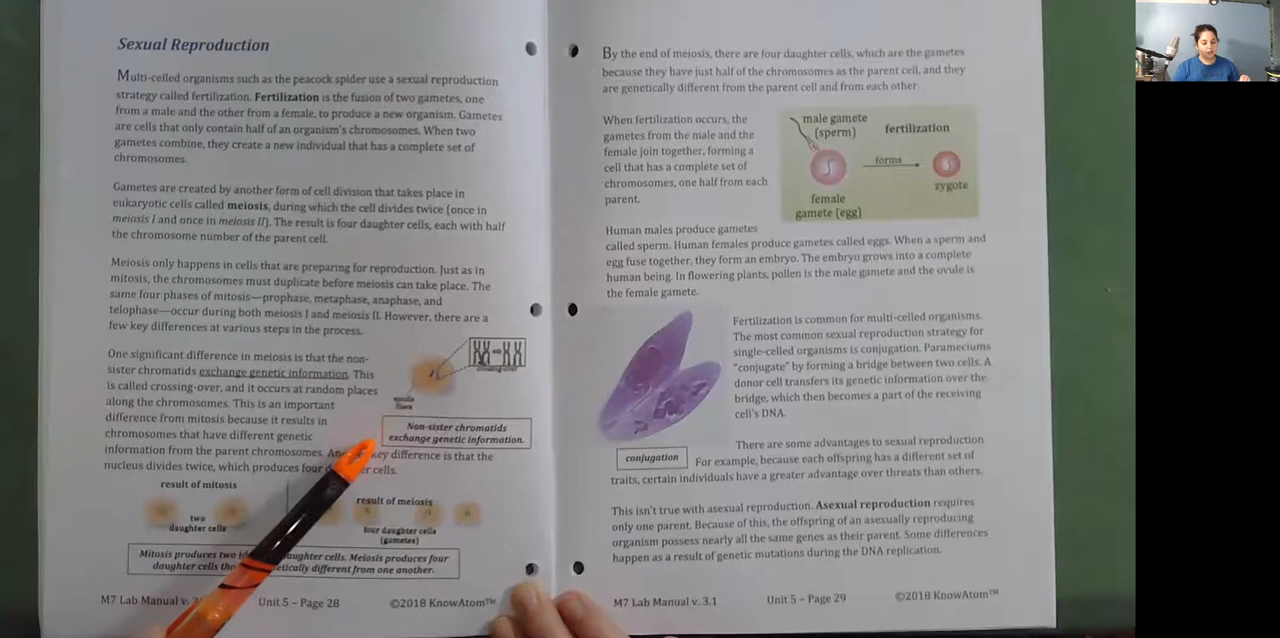 Sexual Reproduction
Multi-celled organisms such as the peacock spider use a sexual reproduction
strategy called fertilization. Fertilization is the fusion of two gametes, one
from a male and the other from a female, to produce a new organism. Gametes
are cells that only contain half of an organism's chromosomes. When two
gametes combine, they create a new individual that has a complete set of
chromosomes.
Gametes are created by another form of cell division that takes place in
eukaryotic cells called meiosis, during which the cell divides twice (once in
meiosis I and once in meiosis II). The result is four daughter cells, each with half
the chromosome number of the parent cell.
Meiosis only happens in cells that are preparing for reproduction. Just as in
mitosis, the chromosomes must duplicate before meiosis can take place. The
same four phases of mitosis—prophase, metaphase, anaphase, and
telophase—occur during both meiosis I and meiosis II. However, there are a
few key differences at various steps in the process.
One significant difference in meiosis is that the non-
sister chromatids exchange genetic information. This
is called crossing-over, and it occurs at random places
along the chromosomes. This is an important
difference from mitosis because it results in
chromosomes that have different genetic
information from the parent chromosomes. key difference is that the
nucleus divides twice, which produces four cells.
Non-sister chromatids
exchange genetic information.
result of mitosis
two
daughter cells
result of meiosis
four daughter cells
(gametes)
Mitosis produces two daughter cells. Meiosis produces four
daughter cells genetically different from one another.
M7 Lab Manual v. Unit 5 - Page 28 ©2018 KnowAtom™
By the end of meiosis, there are four daughter cells, which are the gametes
because they have just half of the chromosomes as the parent cell, and they
are genetically different from the parent cell and from each other.
When fertilization occurs, the
gametes from the male and the
female join together, forming a
cell that has a complete set of
chromosomes, one half from each
parent.
male gamete
(sperm)
fertilization
forms
zygote
female
gamete (egg)
Human males produce gametes
called sperm. Human females produce gametes called eggs. When a sperm and
egg fuse together, they form an embryo. The embryo grows into a complete
human being. In flowering plants, pollen is the male gamete and the ovule is
the female gamete.
Fertilization is common for multi-celled organisms.
The most common sexual reproduction strategy for
single-celled organisms is conjugation. Parameciums
"conjugate" by forming a bridge between two cells. A
donor cell transfers its genetic information over the
bridge, which then becomes a part of the receiving
cell's DNA.
conjugation
There are some advantages to sexual reproduction.
For example, because each offspring has a different set of
traits, certain individuals have a greater advantage over threats than others.
This isn't true with asexual reproduction. Asexual reproduction requires
only one parent. Because of this, the offspring of an asexually reproducing
organism possess nearly all the same genes as their parent. Some differences
happen as a result of genetic mutations during the DNA replication.
M7 Lab Manual v. 3.1 Unit 5 - Page 29 ©2018 KnowAtom™